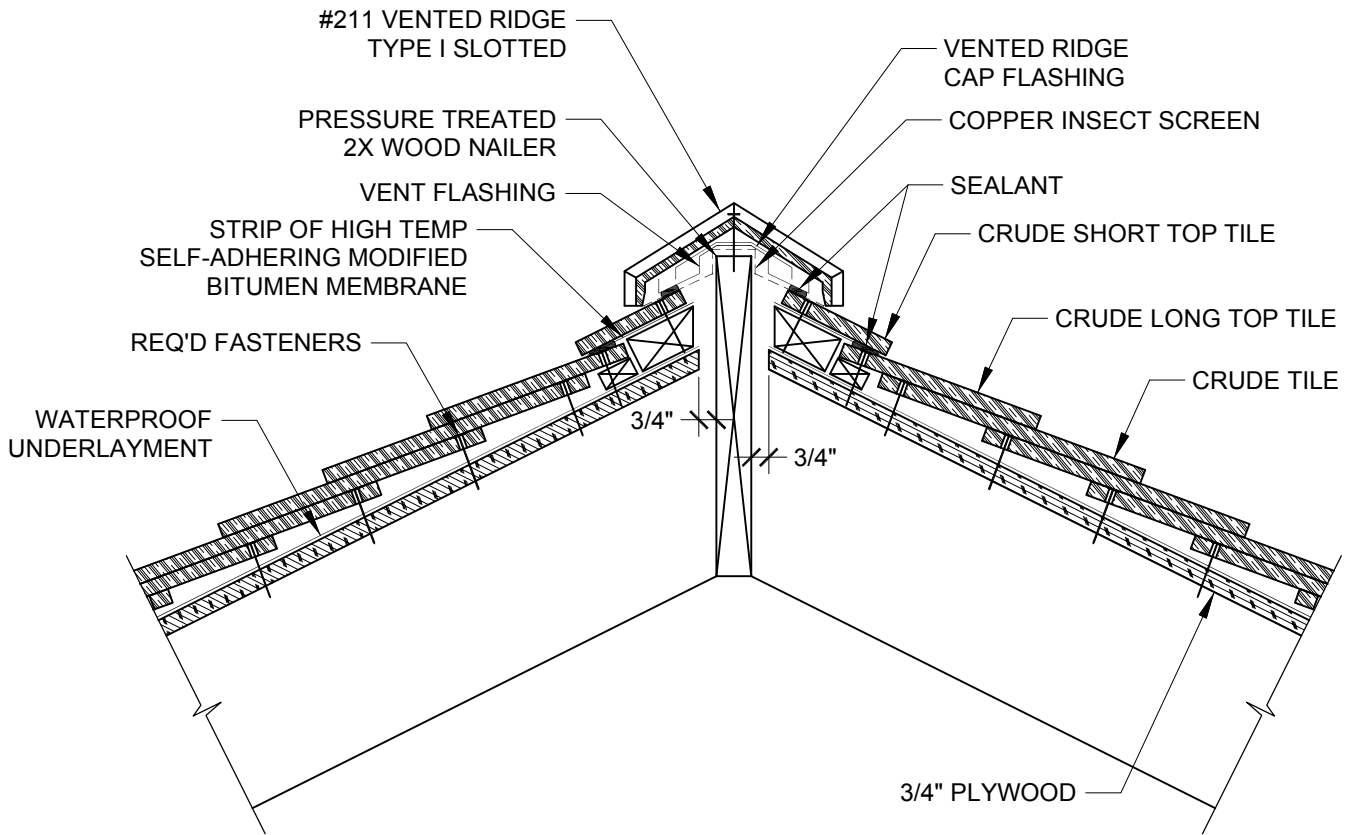 #211 VENTED RIDGE
TYPE I SLOTTED
PRESSURE TREATED
2X WOOD NAILER
VENT FLASHING
STRIP OF HIGH TEMP
SELF-ADHERING MODIFIED
BITUMEN MEMBRANE
REQ'D FASTENERS
WATERPROOF
UNDERLAYMENT
VENTED RIDGE
CAP FLASHING
COPPER INSECT SCREEN
SEALANT
CRUDE SHORT TOP TILE
CRUDE LONG TOP TILE
CRUDE TILE
3/4"
3/4"
3/4" PLYWOOD